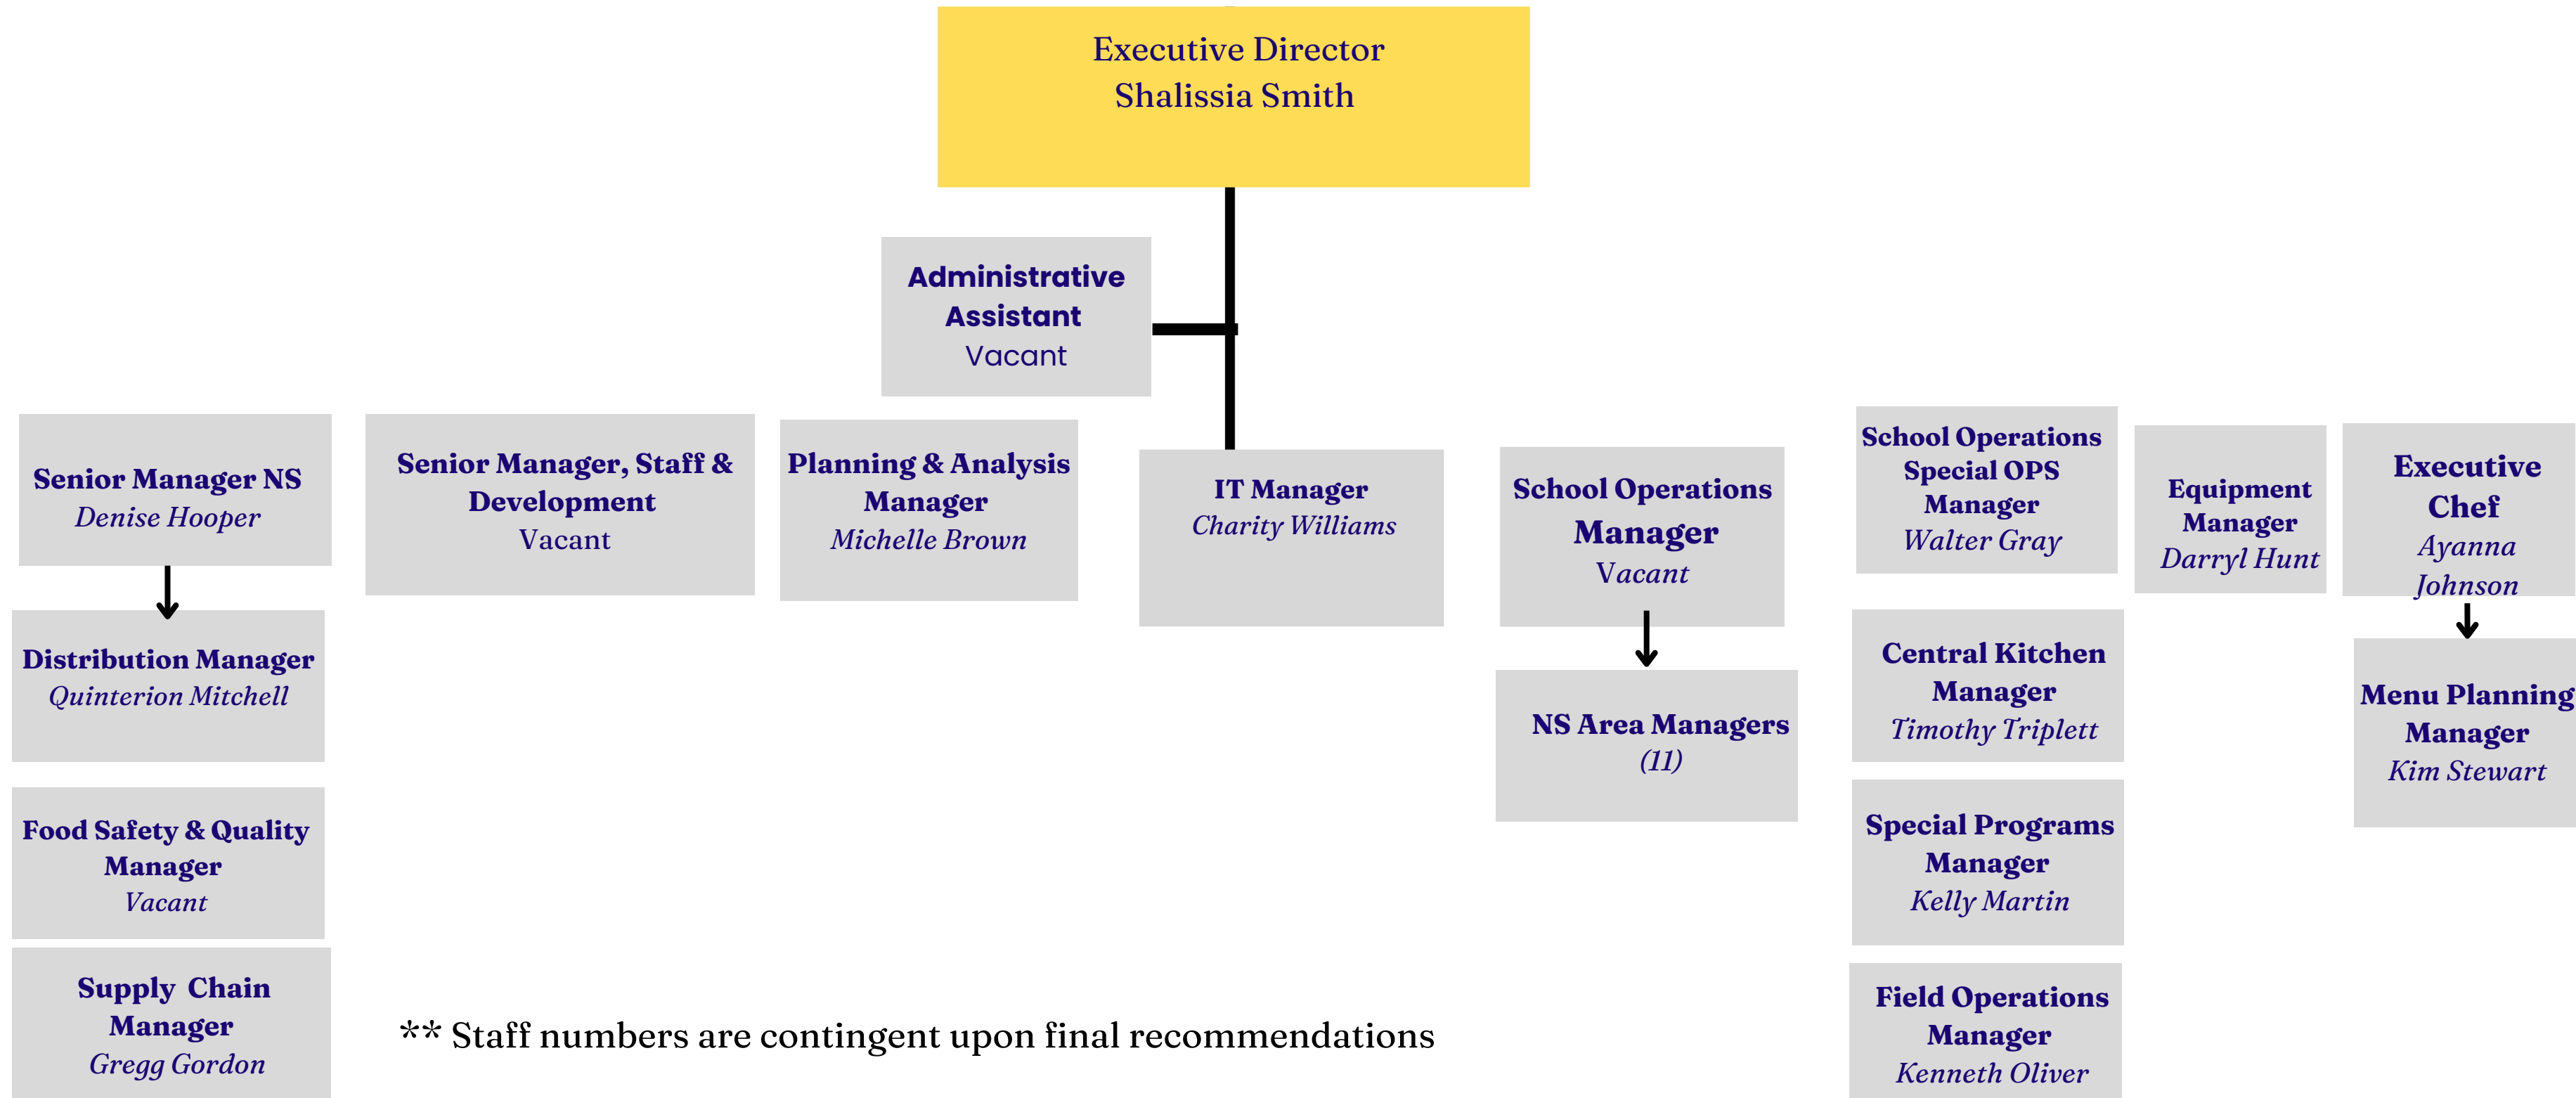 Executive Director
Shalissia Smith
Administrative
Assistant
Vacant
Senior Manager NS
Denise Hooper
Senior Manager, Staff &
Development
Vacant
Planning & Analysis
Manager
Michelle Brown
IT Manager
Charity Williams
School Operations
Manager
Vacant
School Operations
Special OPS
Manager
Walter Gray
Equipment
Manager
Darryl Hunt
Executive
Chef
Ayanna
Johnson
Distribution Manager
Quinterion Mitchell
NS Area Managers
(11)
Central Kitchen
Manager
Timothy Triplett
Menu Planning
Manager
Kim Stewart
Food Safety & Quality
Manager
Vacant
Special Programs
Manager
Kelly Martin
Supply Chain
Manager
Gregg Gordon
Field Operations
Manager
Kenneth Oliver
** Staff numbers are contingent upon final recommendations